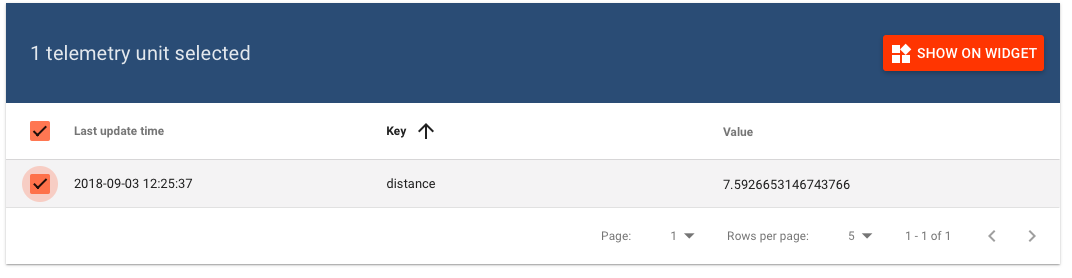 1 telemetry unit selected
SHOW ON WIDGET
Last update time Key Value
2018-09-03 12:25:37 distance 7.5926653146743766
Page: 1 Rows per page: 5 1 - 1 of 1